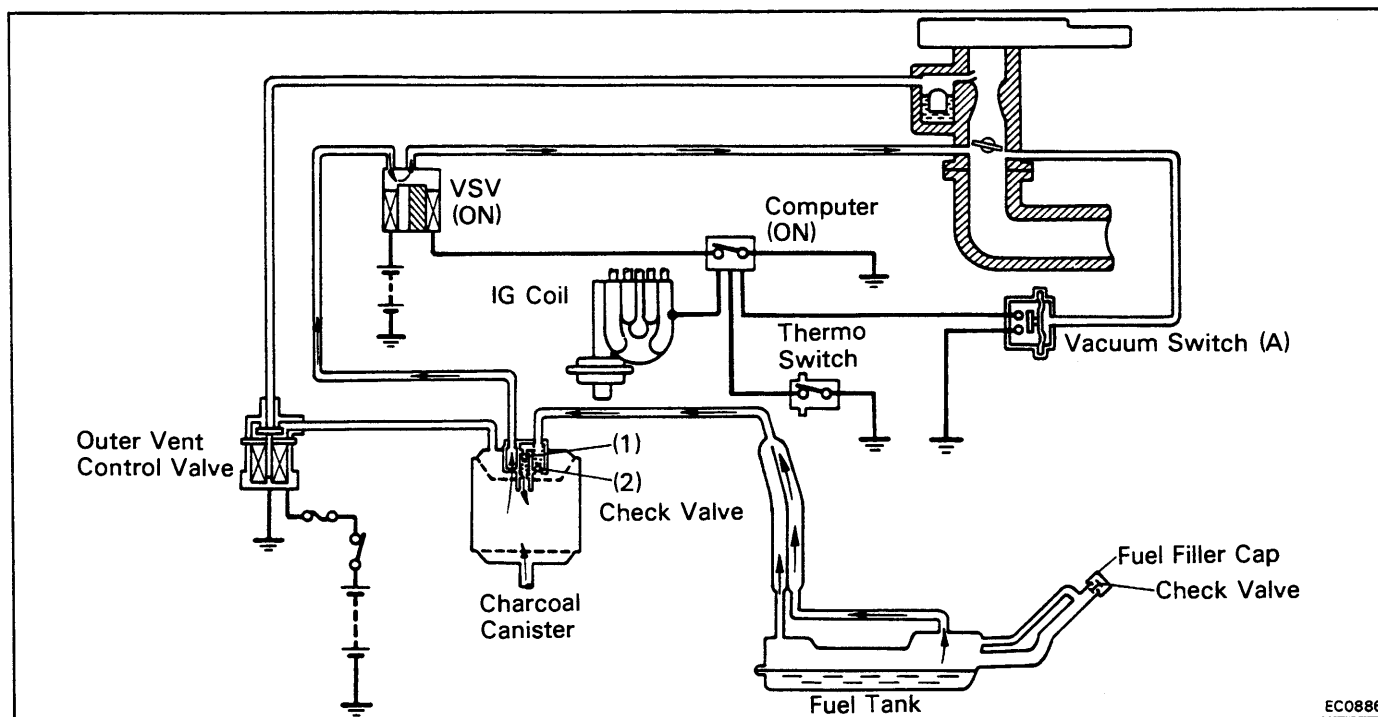 VSV
(ON)
Computer
(ON)
IG Coil
Thermo
Switch
Vacuum Switch (A)
Outer Vent
Control Valve
(1)
(2)
Check Valve
Charcoal
Canister
Fuel Filler Cap
Check Valve
Fuel Tank
EC0886